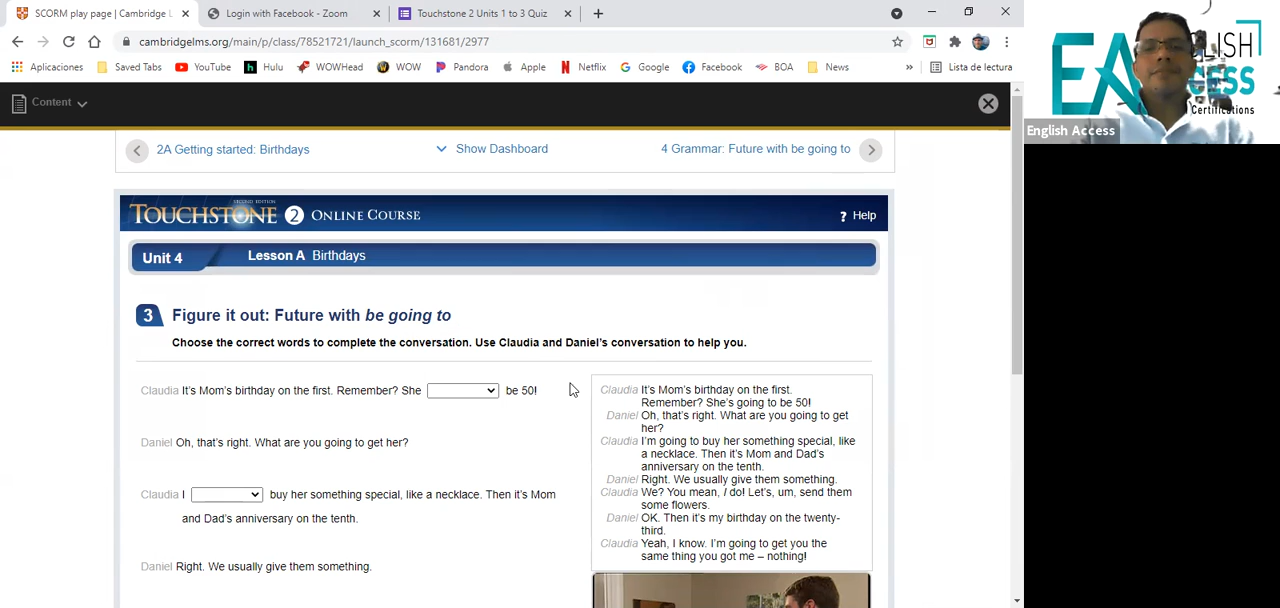 SCORM play page | Cambridge L
Login with Facebook - Zoom
Touchstone 2 Units 1 to 3 Quiz
cambridgelms.org/main/p/class/78521721/launch_scorm/131681/2977
Aplicaciones
Saved Tabs
YouTube
Hulu
WOWHead
WOW
Pandora
Apple
Netflix
Google
Facebook
BOA
News
»
Lista de lectura
Content
2A Getting started: Birthdays
Show Dashboard
4 Grammar: Future with be going to
SECOND EDITION
TOUCHSTONE 2 ONLINE COURSE
? Help
Unit 4 Lesson A Birthdays
3 Figure it out: Future with be going to
Choose the correct words to complete the conversation. Use Claudia and Daniel's conversation to help you.
Claudia It's Mom's birthday on the first. Remember? She be 50!
Daniel Oh, that's right. What are you going to get her?
Claudia I buy her something special, like a necklace. Then it's Mom
and Dad's anniversary on the tenth.
Daniel Right. We usually give them something.
Claudia It's Mom's birthday on the first.
Remember? She's going to be 50!
Daniel Oh, that's right. What are you going to get
her?
Claudia I'm going to buy her something special, like
a necklace. Then it's Mom and Dad's
anniversary on the tenth.
Daniel Right. We usually give them something.
Claudia We? You mean, I do! Let's, um, send them
some flowers.
Daniel OK. Then it's my birthday on the twenty-
third.
Claudia Yeah, I know. I'm going to get you the
same thing you got me – nothing!
EA
Certifications
English Access